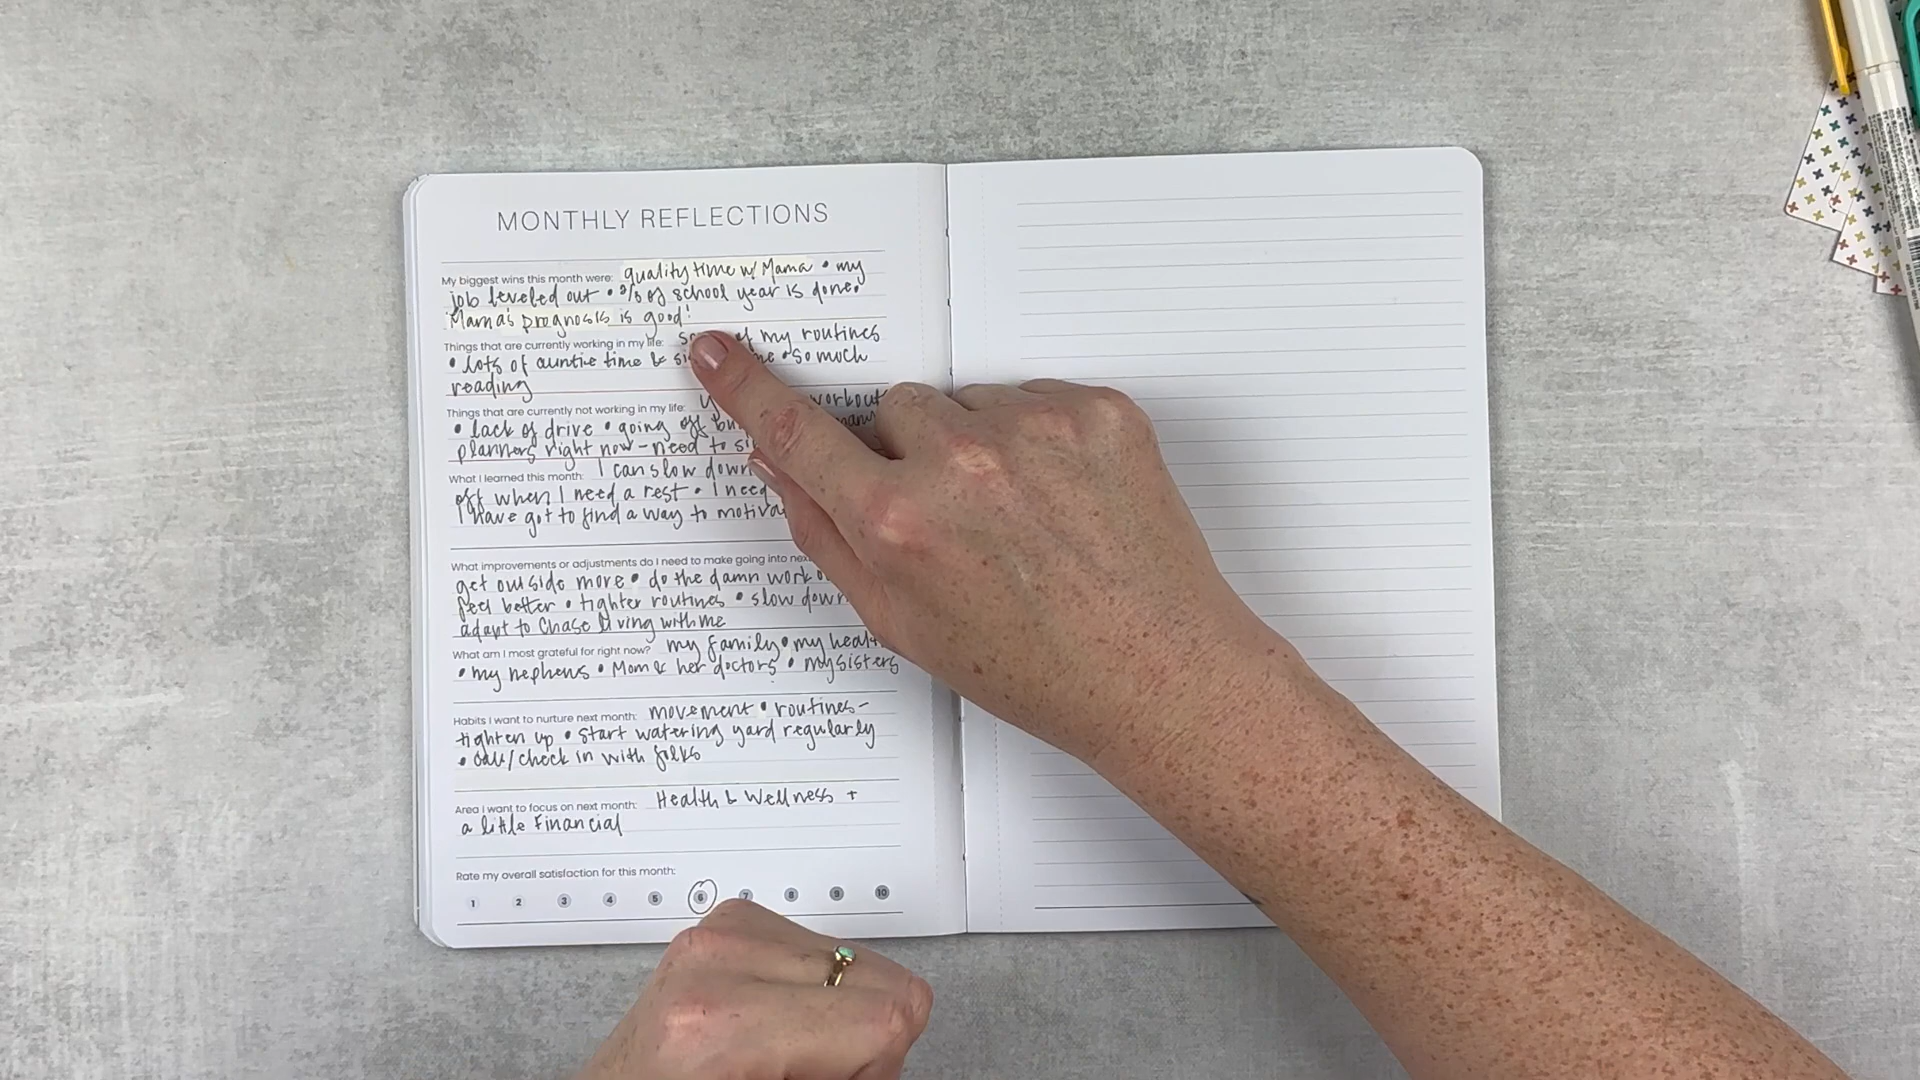 MONTHLY REFLECTIONS
My biggest wins this month were: quality time w/ Mama • my
job leveled out • of school year is done •
Mama's prognosis is good!
Things that are currently working in my life: of my routines
• lots of auntie time & • so much
reading
Things that are currently not working in my life: workout
• lack of drive • going off
planners right now - need to
What I learned this month: I can slow down
off when I need a rest • I need
I have got to find a way to
What improvements or adjustments do I need to make going into
get outside more • do the damn work
feel better • tighter routines • slow down
adapt to Chase living with me
What am I most grateful for right now? my family • my
• my nephews • Mom & her doctors • my sisters
Habits I want to nurture next month: movement • routines -
tighten up • start watering yard regularly
• call/check in with folks
Area I want to focus on next month: Health & Wellness +
a little Financial
Rate my overall satisfaction for this month:
1 2 3 4 5 6 7 8 9 10